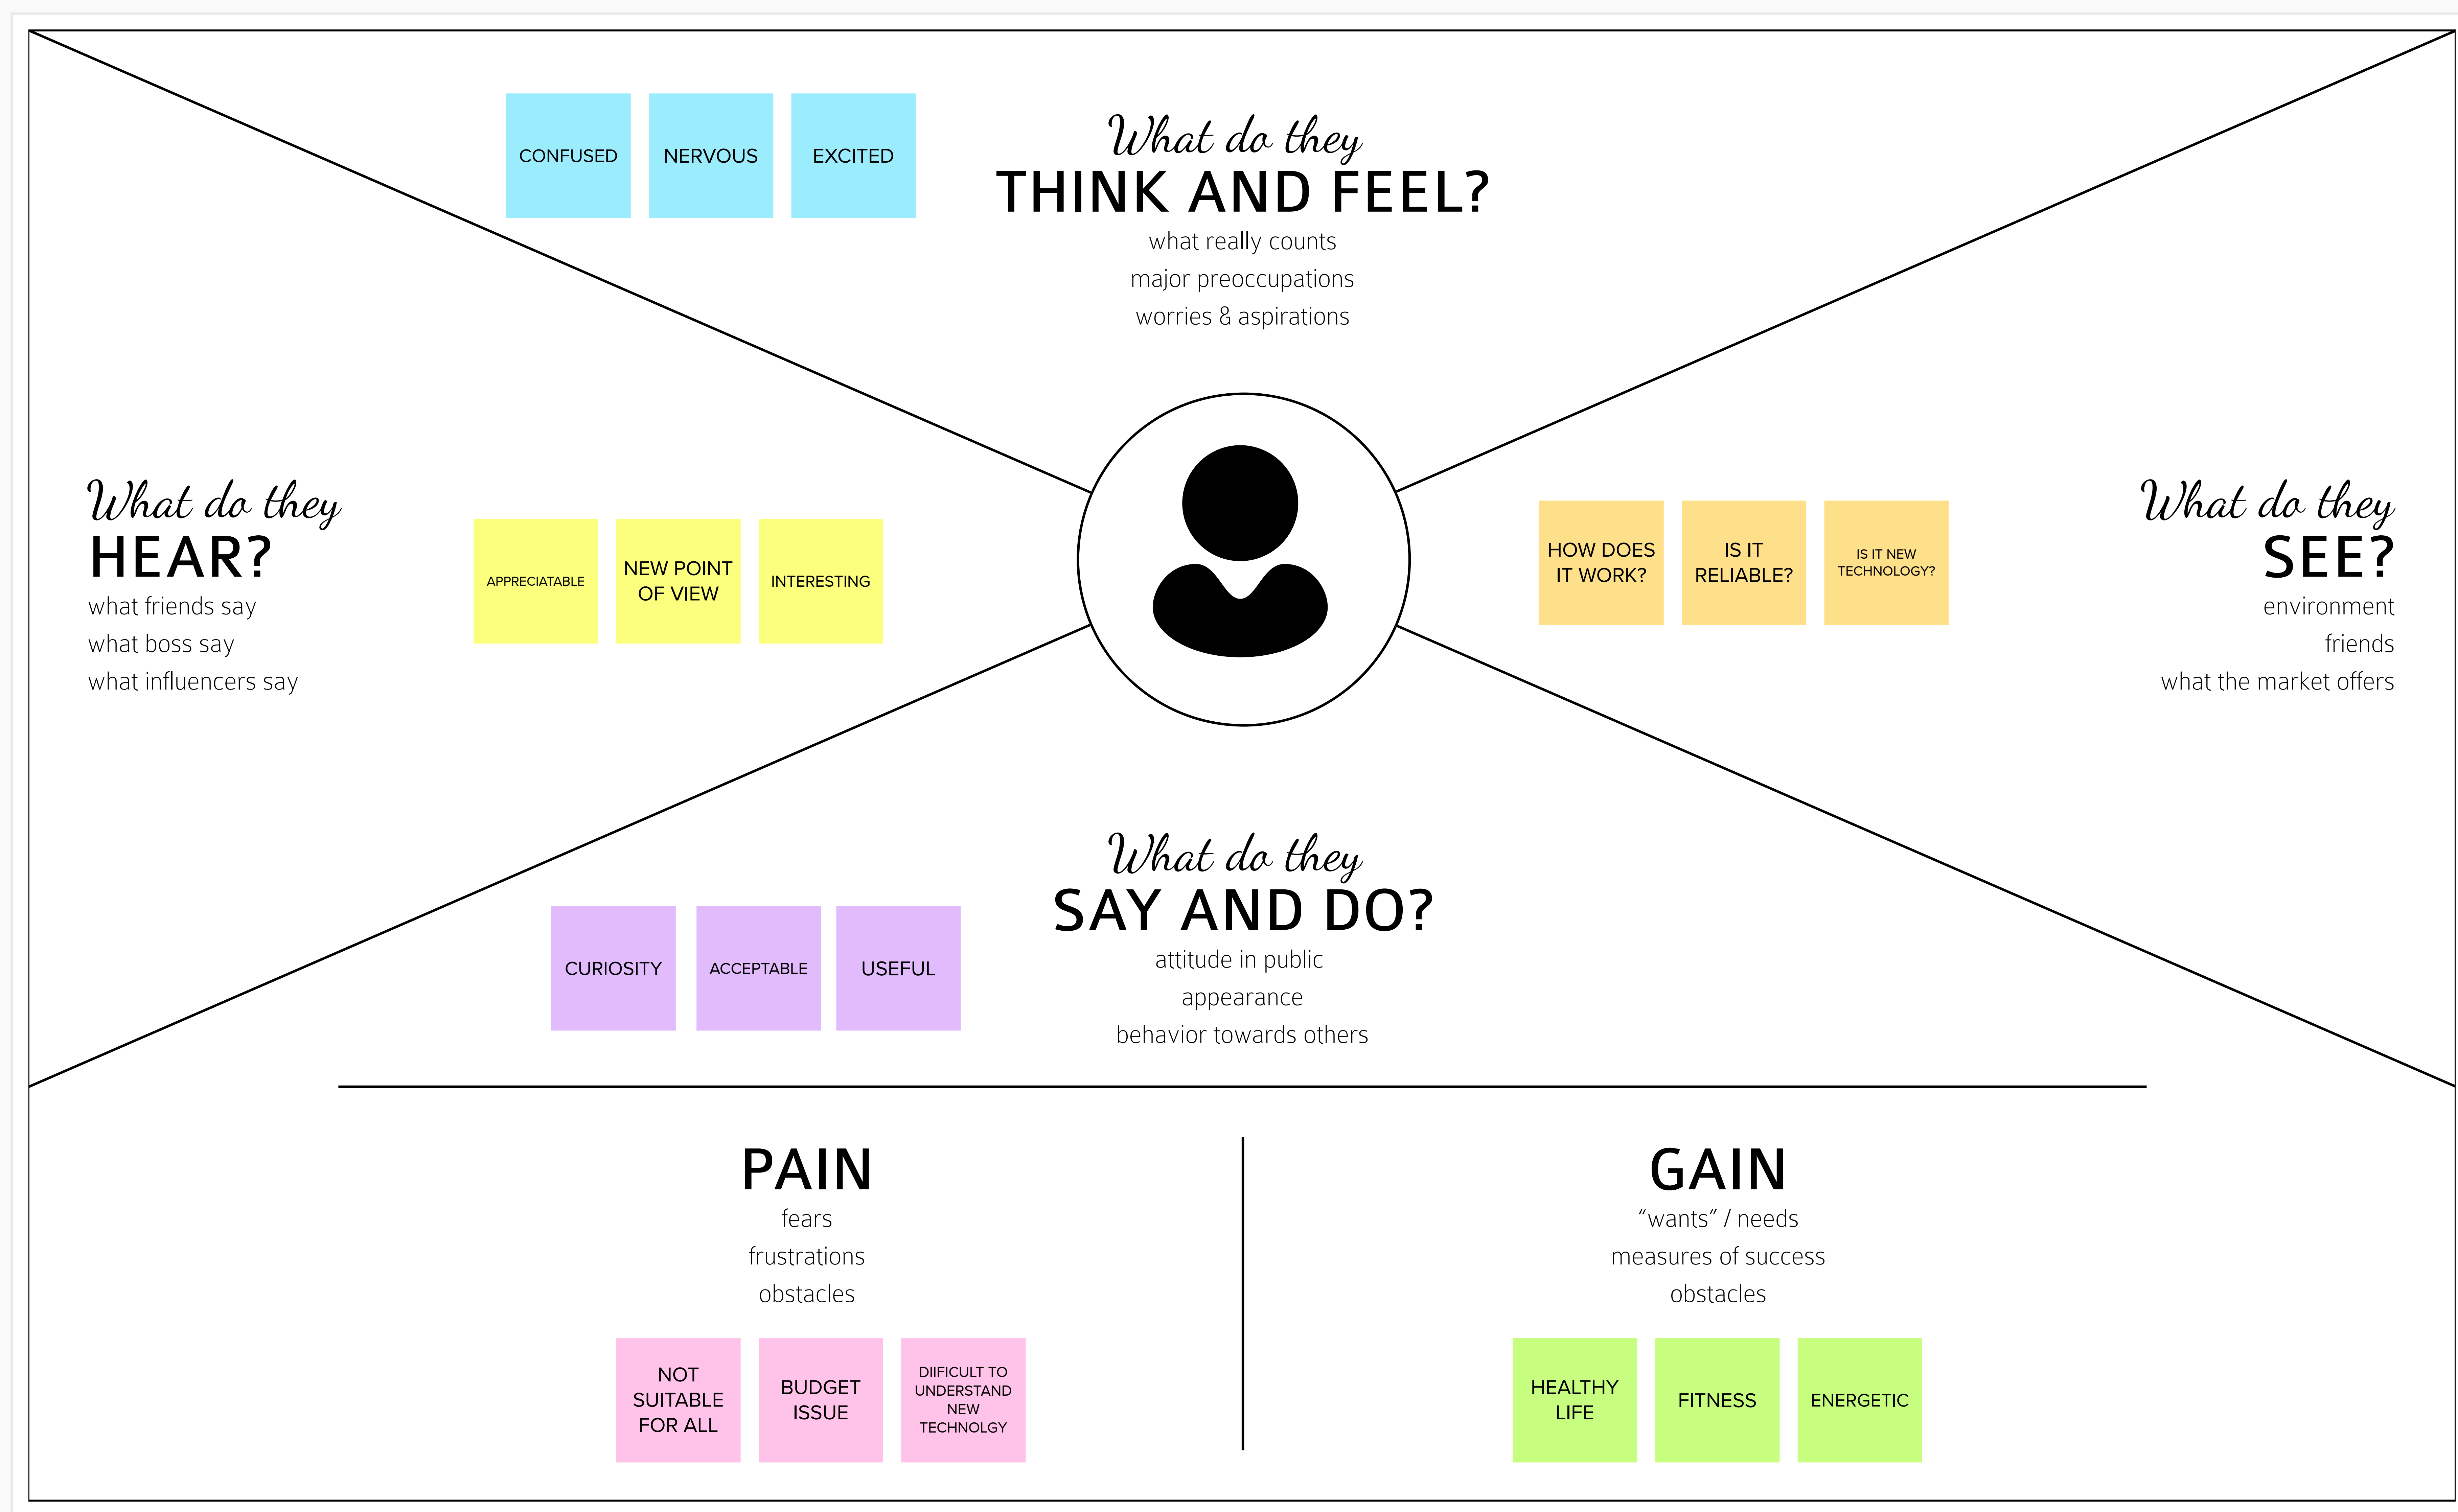 CONFUSED
NERVOUS
EXCITED
What do they
THINK AND FEEL?
what really counts
major preoccupations
worries & aspirations
What do they
HEAR?
what friends say
what boss say
what influencers say
APPRECIATABLE
NEW POINT
OF VIEW
INTERESTING
HOW DOES
IT WORK?
IS IT
RELIABLE?
IS IT NEW
TECHNOLOGY?
What do they
SEE?
environment
friends
what the market offers
What do they
SAY AND DO?
attitude in public
appearance
behavior towards others
CURIOSITY
ACCEPTABLE
USEFUL
PAIN
fears
frustrations
obstacles
NOT
SUITABLE
FOR ALL
BUDGET
ISSUE
DIIFICULT TO
UNDERSTAND
NEW
TECHNOLGY
GAIN
“wants” / needs
measures of success
obstacles
HEALTHY
LIFE
FITNESS
ENERGETIC